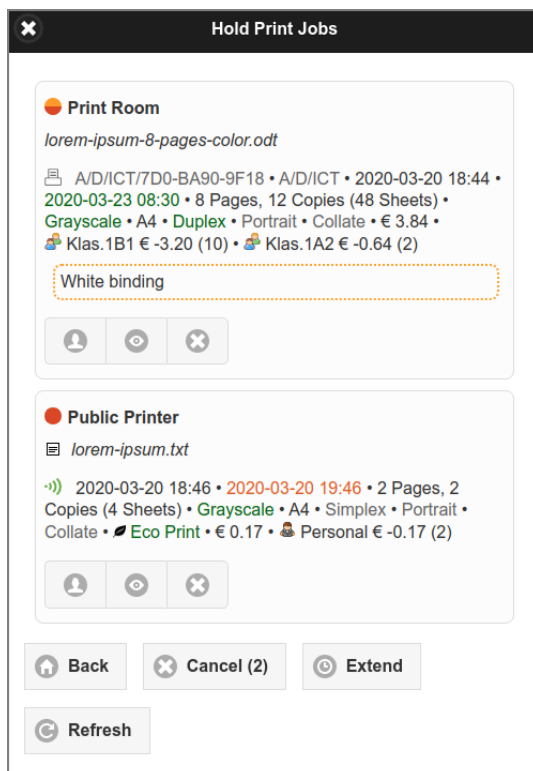 Hold Print Jobs
Print Room
lorem-ipsum-8-pages-color.odt
A/D/ICT/7D0-BA90-9F18 • A/D/ICT • 2020-03-20 18:44 •
2020-03-23 08:30 • 8 Pages, 12 Copies (48 Sheets) •
Grayscale • A4 • Duplex • Portrait • Collate • € 3.84 •
Klas.1B1 € -3.20 (10) • Klas.1A2 € -0.64 (2)
White binding
Public Printer
lorem-ipsum.txt
2020-03-20 18:46 • 2020-03-20 19:46 • 2 Pages, 2
Copies (4 Sheets) • Grayscale • A4 • Simplex • Portrait •
Collate • Eco Print • € 0.17 • Personal € -0.17 (2)
Back Cancel (2) Extend
Refresh